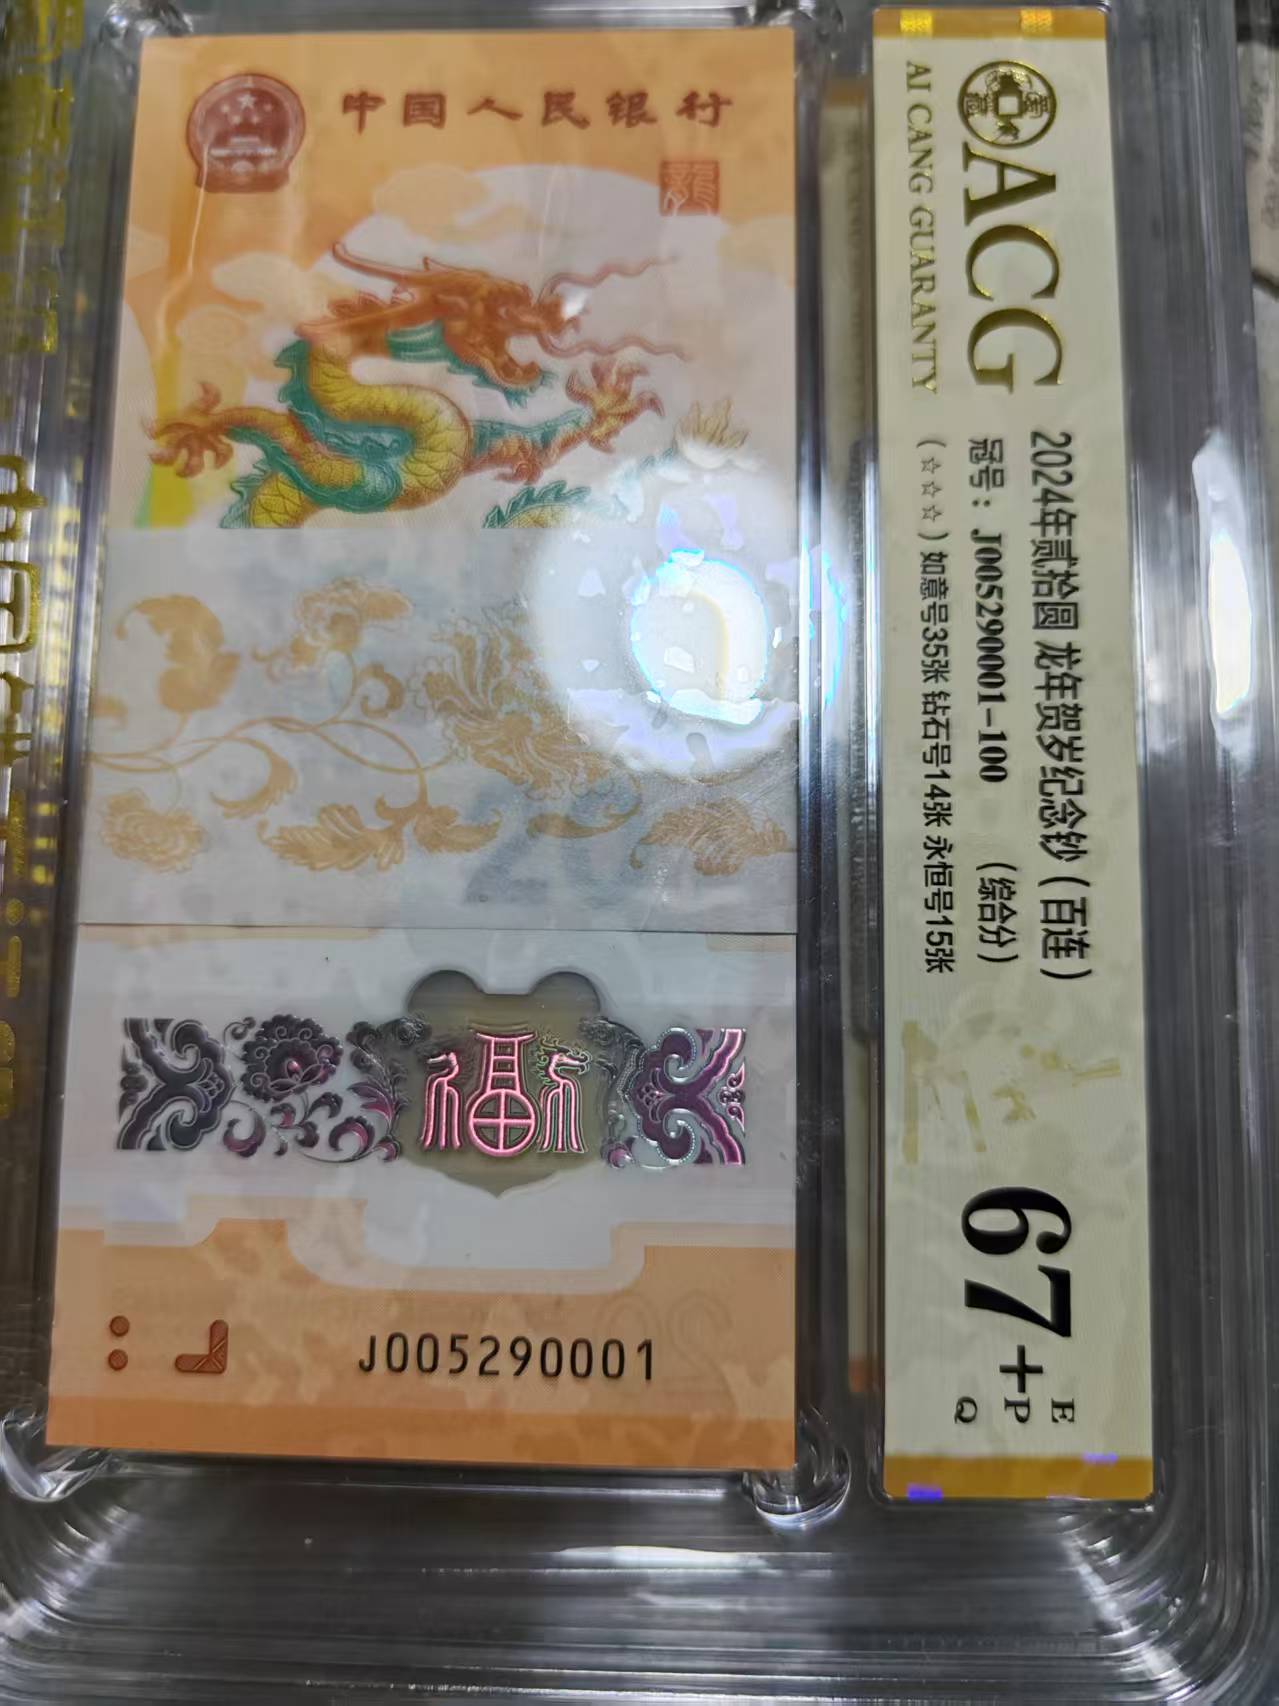 中国人民银行
龍
福
J005290001
ACG
AI CANG GUARANTY
2024年贰拾圆 龙年贺岁纪念钞(百连)
冠号:J005290001-100 (综合分)
(☆☆☆)如意号35张 钻石号14张 永恒号15张
67+
E
P
Q